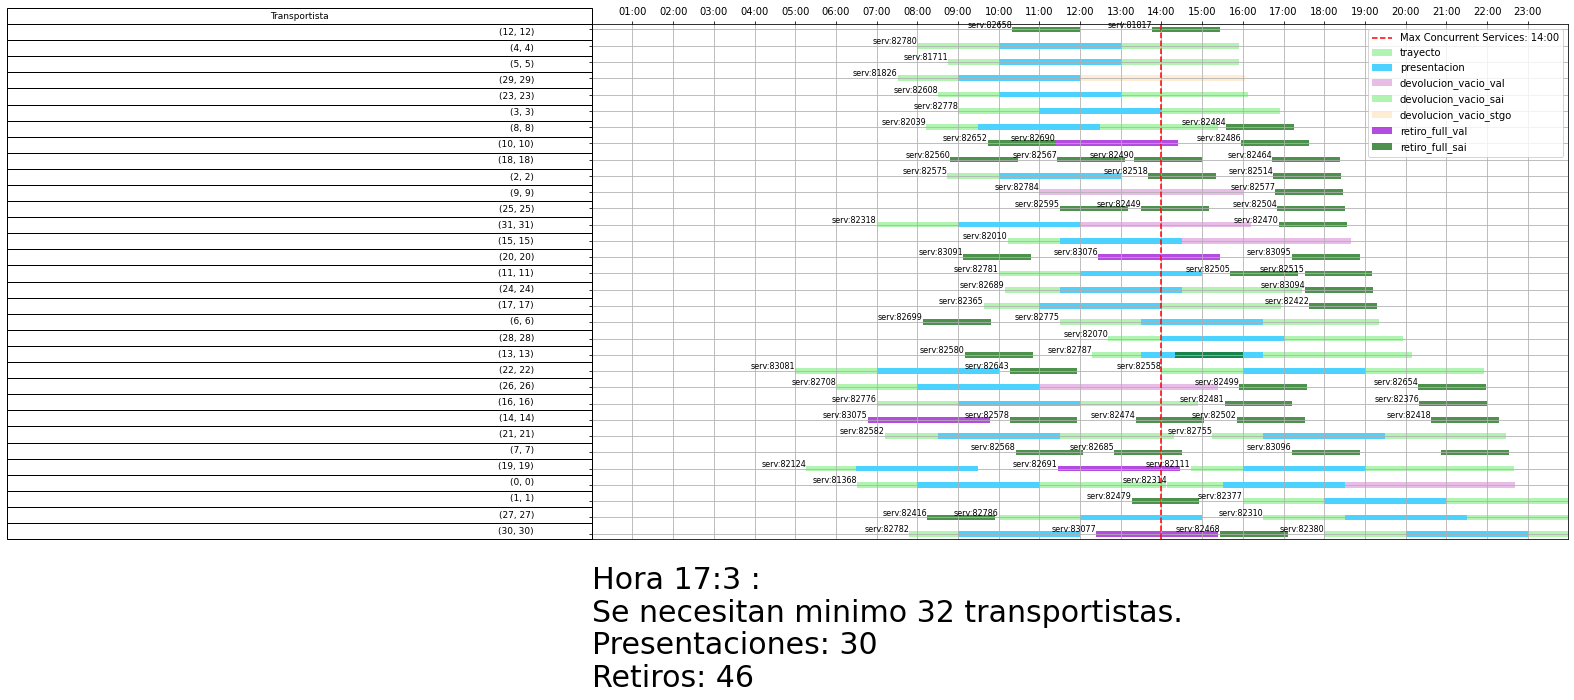 Transportista
01:00 02:00 03:00 04:00 05:00 06:00 07:00 08:00 09:00 10:00 11:00 12:00 13:00 14:00 15:00 16:00 17:00 18:00 19:00 20:00 21:00 22:00 23:00
(12, 12) serv:82658 serv:81817
(4, 4) serv:82780
(5, 5) serv:81711
(29, 29) serv:81826
(23, 23) serv:82608
(3, 3) serv:82778
(8, 8) serv:82039 serv:82484
(10, 10) serv:82652 serv:82690 serv:82486
(18, 18) serv:82560 serv:82567 serv:82490 serv:82464
(2, 2) serv:82575 serv:82518 serv:82514
(9, 9) serv:82784 serv:82577
(25, 25) serv:82595 serv:82449 serv:82504
(31, 31) serv:82318 serv:82470
(15, 15) serv:82010
(20, 20) serv:83091 serv:83076 serv:83095
(11, 11) serv:82781 serv:82505 serv:82515
(24, 24) serv:82689 serv:83094
(17, 17) serv:82365 serv:82422
(6, 6) serv:82699 serv:82775
(28, 28) serv:82070
(13, 13) serv:82580 serv:82787
(22, 22) serv:83081 serv:82643 serv:82558
(26, 26) serv:82708 serv:82499 serv:82654
(16, 16) serv:82776 serv:82481 serv:82376
(14, 14) serv:83075 serv:82578 serv:82474 serv:82502 serv:82418
(21, 21) serv:82582 serv:82755
(7, 7) serv:82568 serv:82685 serv:83096
(19, 19) serv:82124 serv:82691 serv:82111
(0, 0) serv:81368 serv:82314
(1, 1) serv:82479 serv:82377
(27, 27) serv:82416 serv:82786 serv:82310
(30, 30) serv:82782 serv:83077 serv:82468 serv:82380
Max Concurrent Services: 14:00
trayecto
presentacion
devolucion_vacio_val
devolucion_vacio_sai
devolucion_vacio_stgo
retiro_full_val
retiro_full_sai
Hora 17:3 :
Se necesitan minimo 32 transportistas.
Presentaciones: 30
Retiros: 46